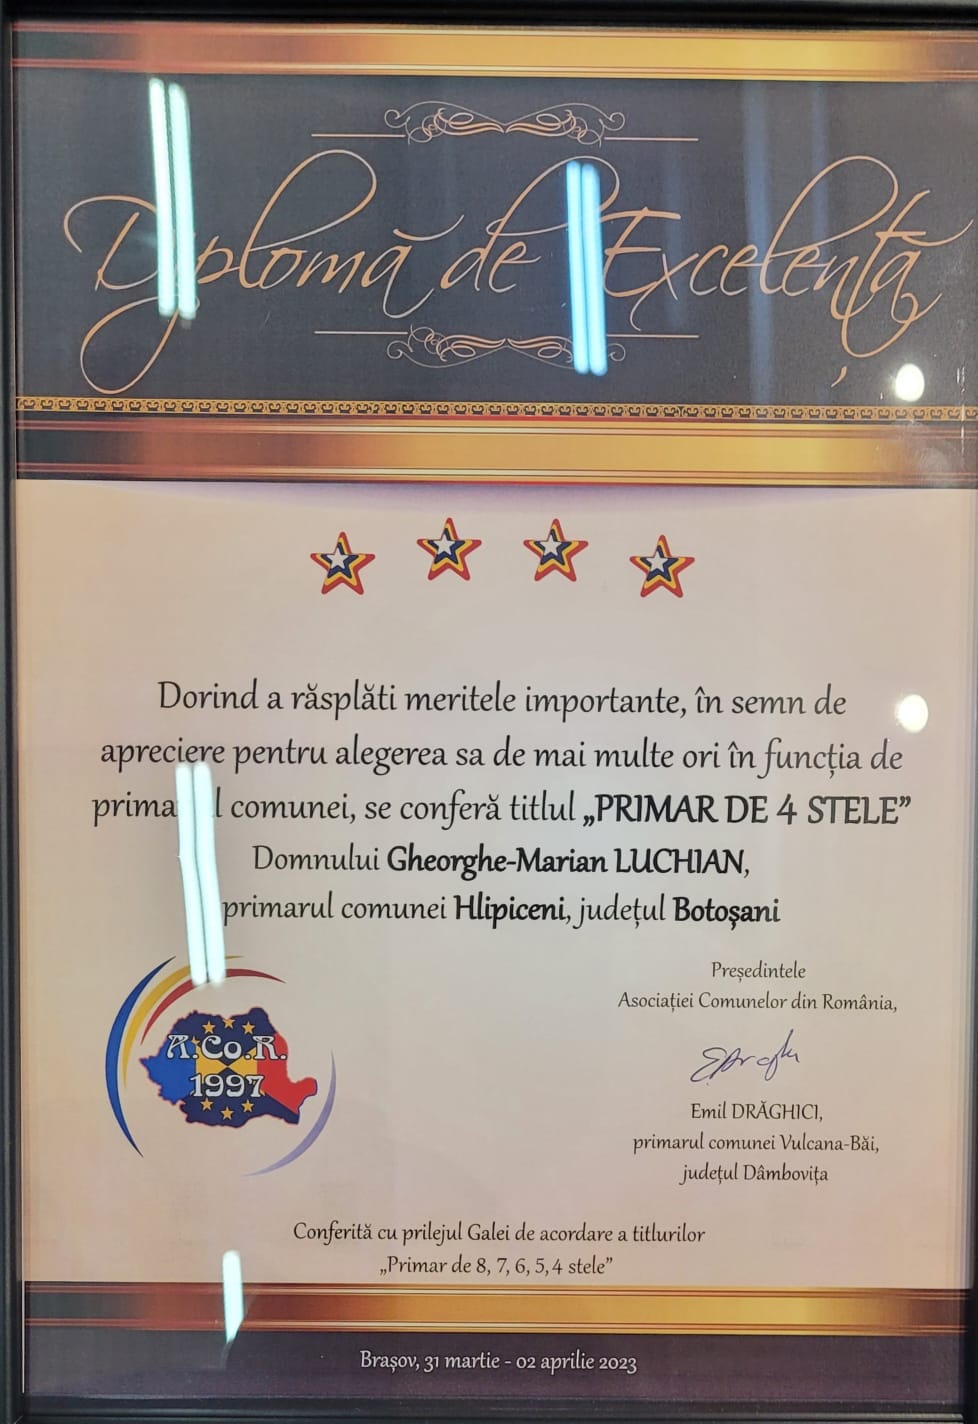 Diplomă de Excelență
Dorind a răsplăti meritele importante, în semn de
apreciere pentru alegerea sa de mai multe ori în funcția de
primarul comunei, se conferă titlul „PRIMAR DE 4 STELE”
Domnului Gheorghe-Marian LUCHIAN,
primarul comunei Hlipiceni, județul Botoșani
Președintele
Asociației Comunelor din România,
Emil DRĂGHICI,
primarul comunei Vulcana-Băi,
județul Dâmbovița
A.Co.R.
1997
Conferită cu prilejul Galei de acordare a titlurilor
„Primar de 8, 7, 6, 5, 4 stele”
Brașov, 31 martie - 02 aprilie 2023